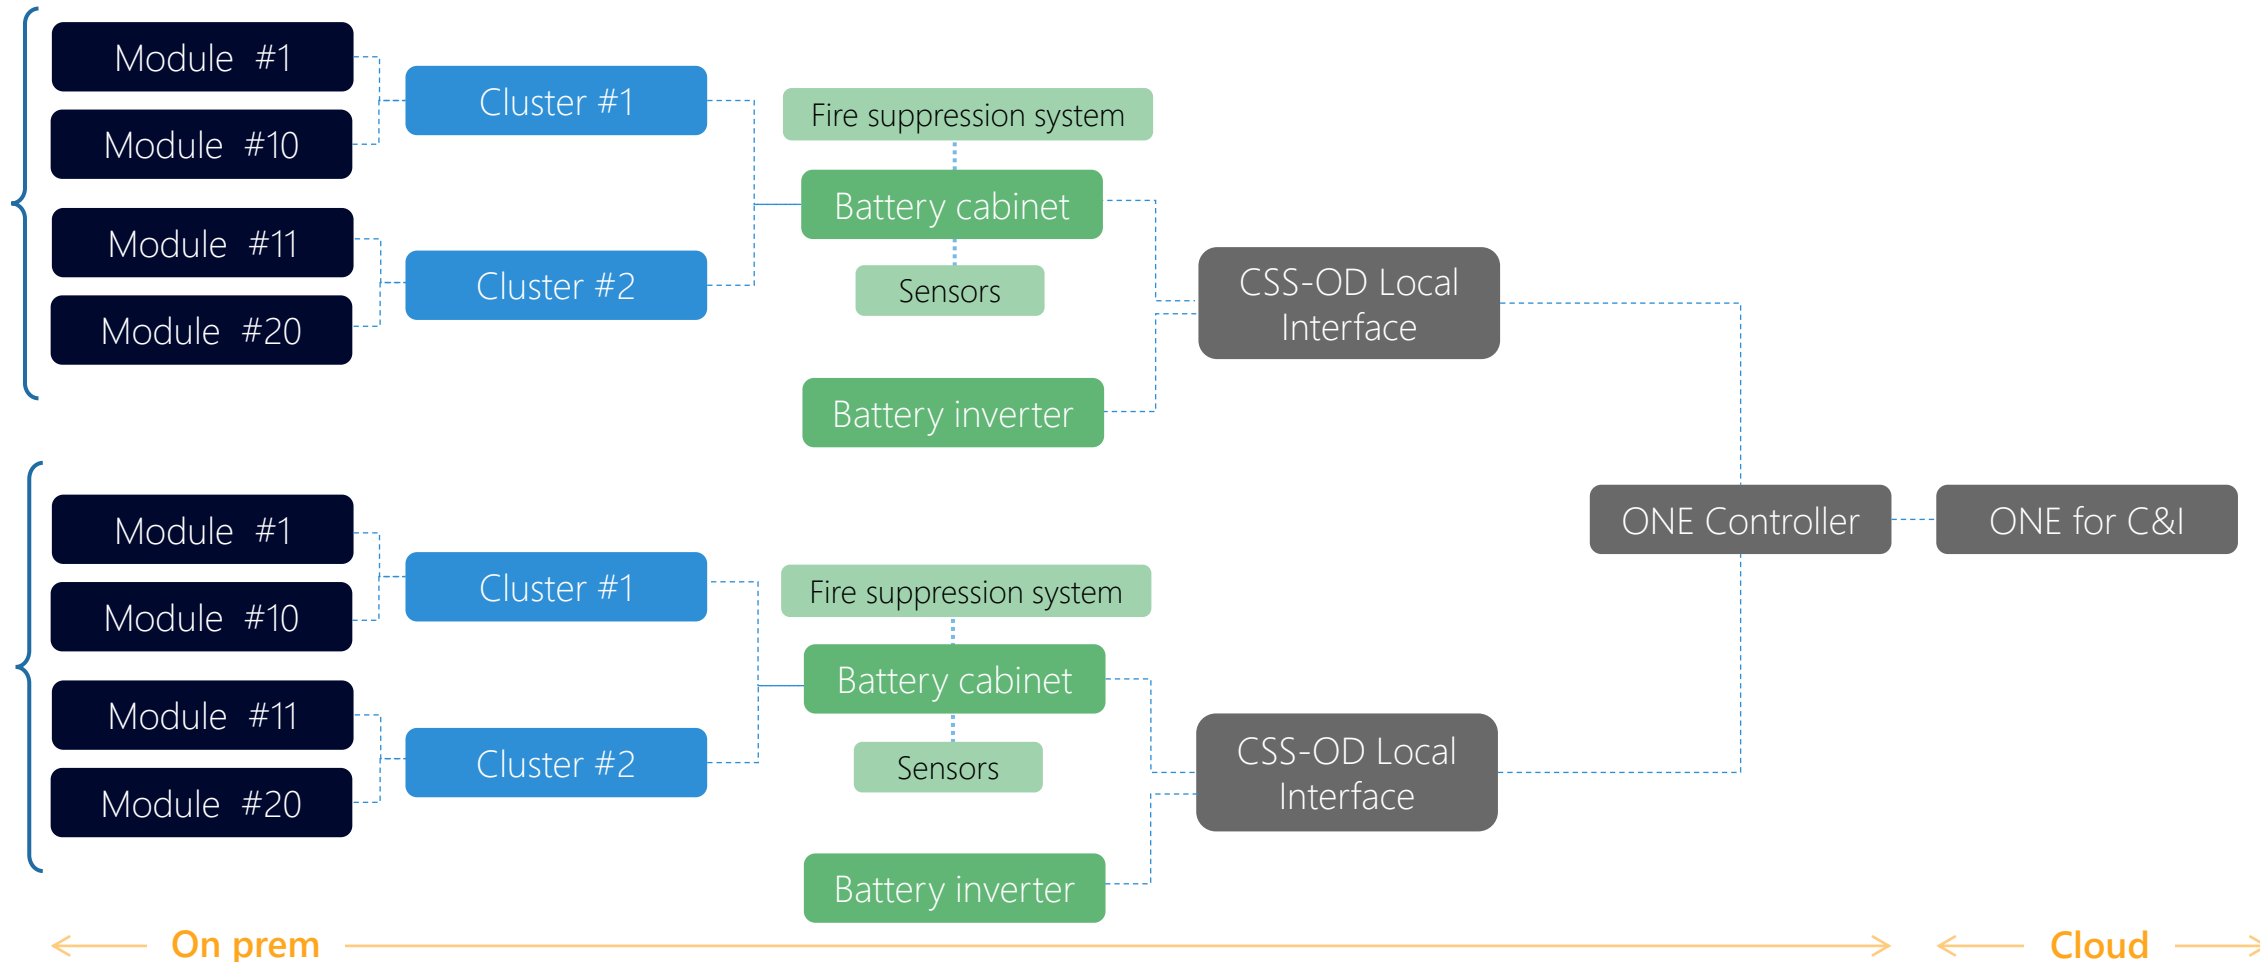 Module #1
Module #10
Module #11
Module #20
Cluster #1
Cluster #2
Fire suppression system
Battery cabinet
Sensors
Battery inverter
CSS-OD Local
Interface
Module #1
Module #10
Module #11
Module #20
Cluster #1
Cluster #2
Fire suppression system
Battery cabinet
Sensors
Battery inverter
CSS-OD Local
Interface
ONE Controller
ONE for C&I
On prem
Cloud